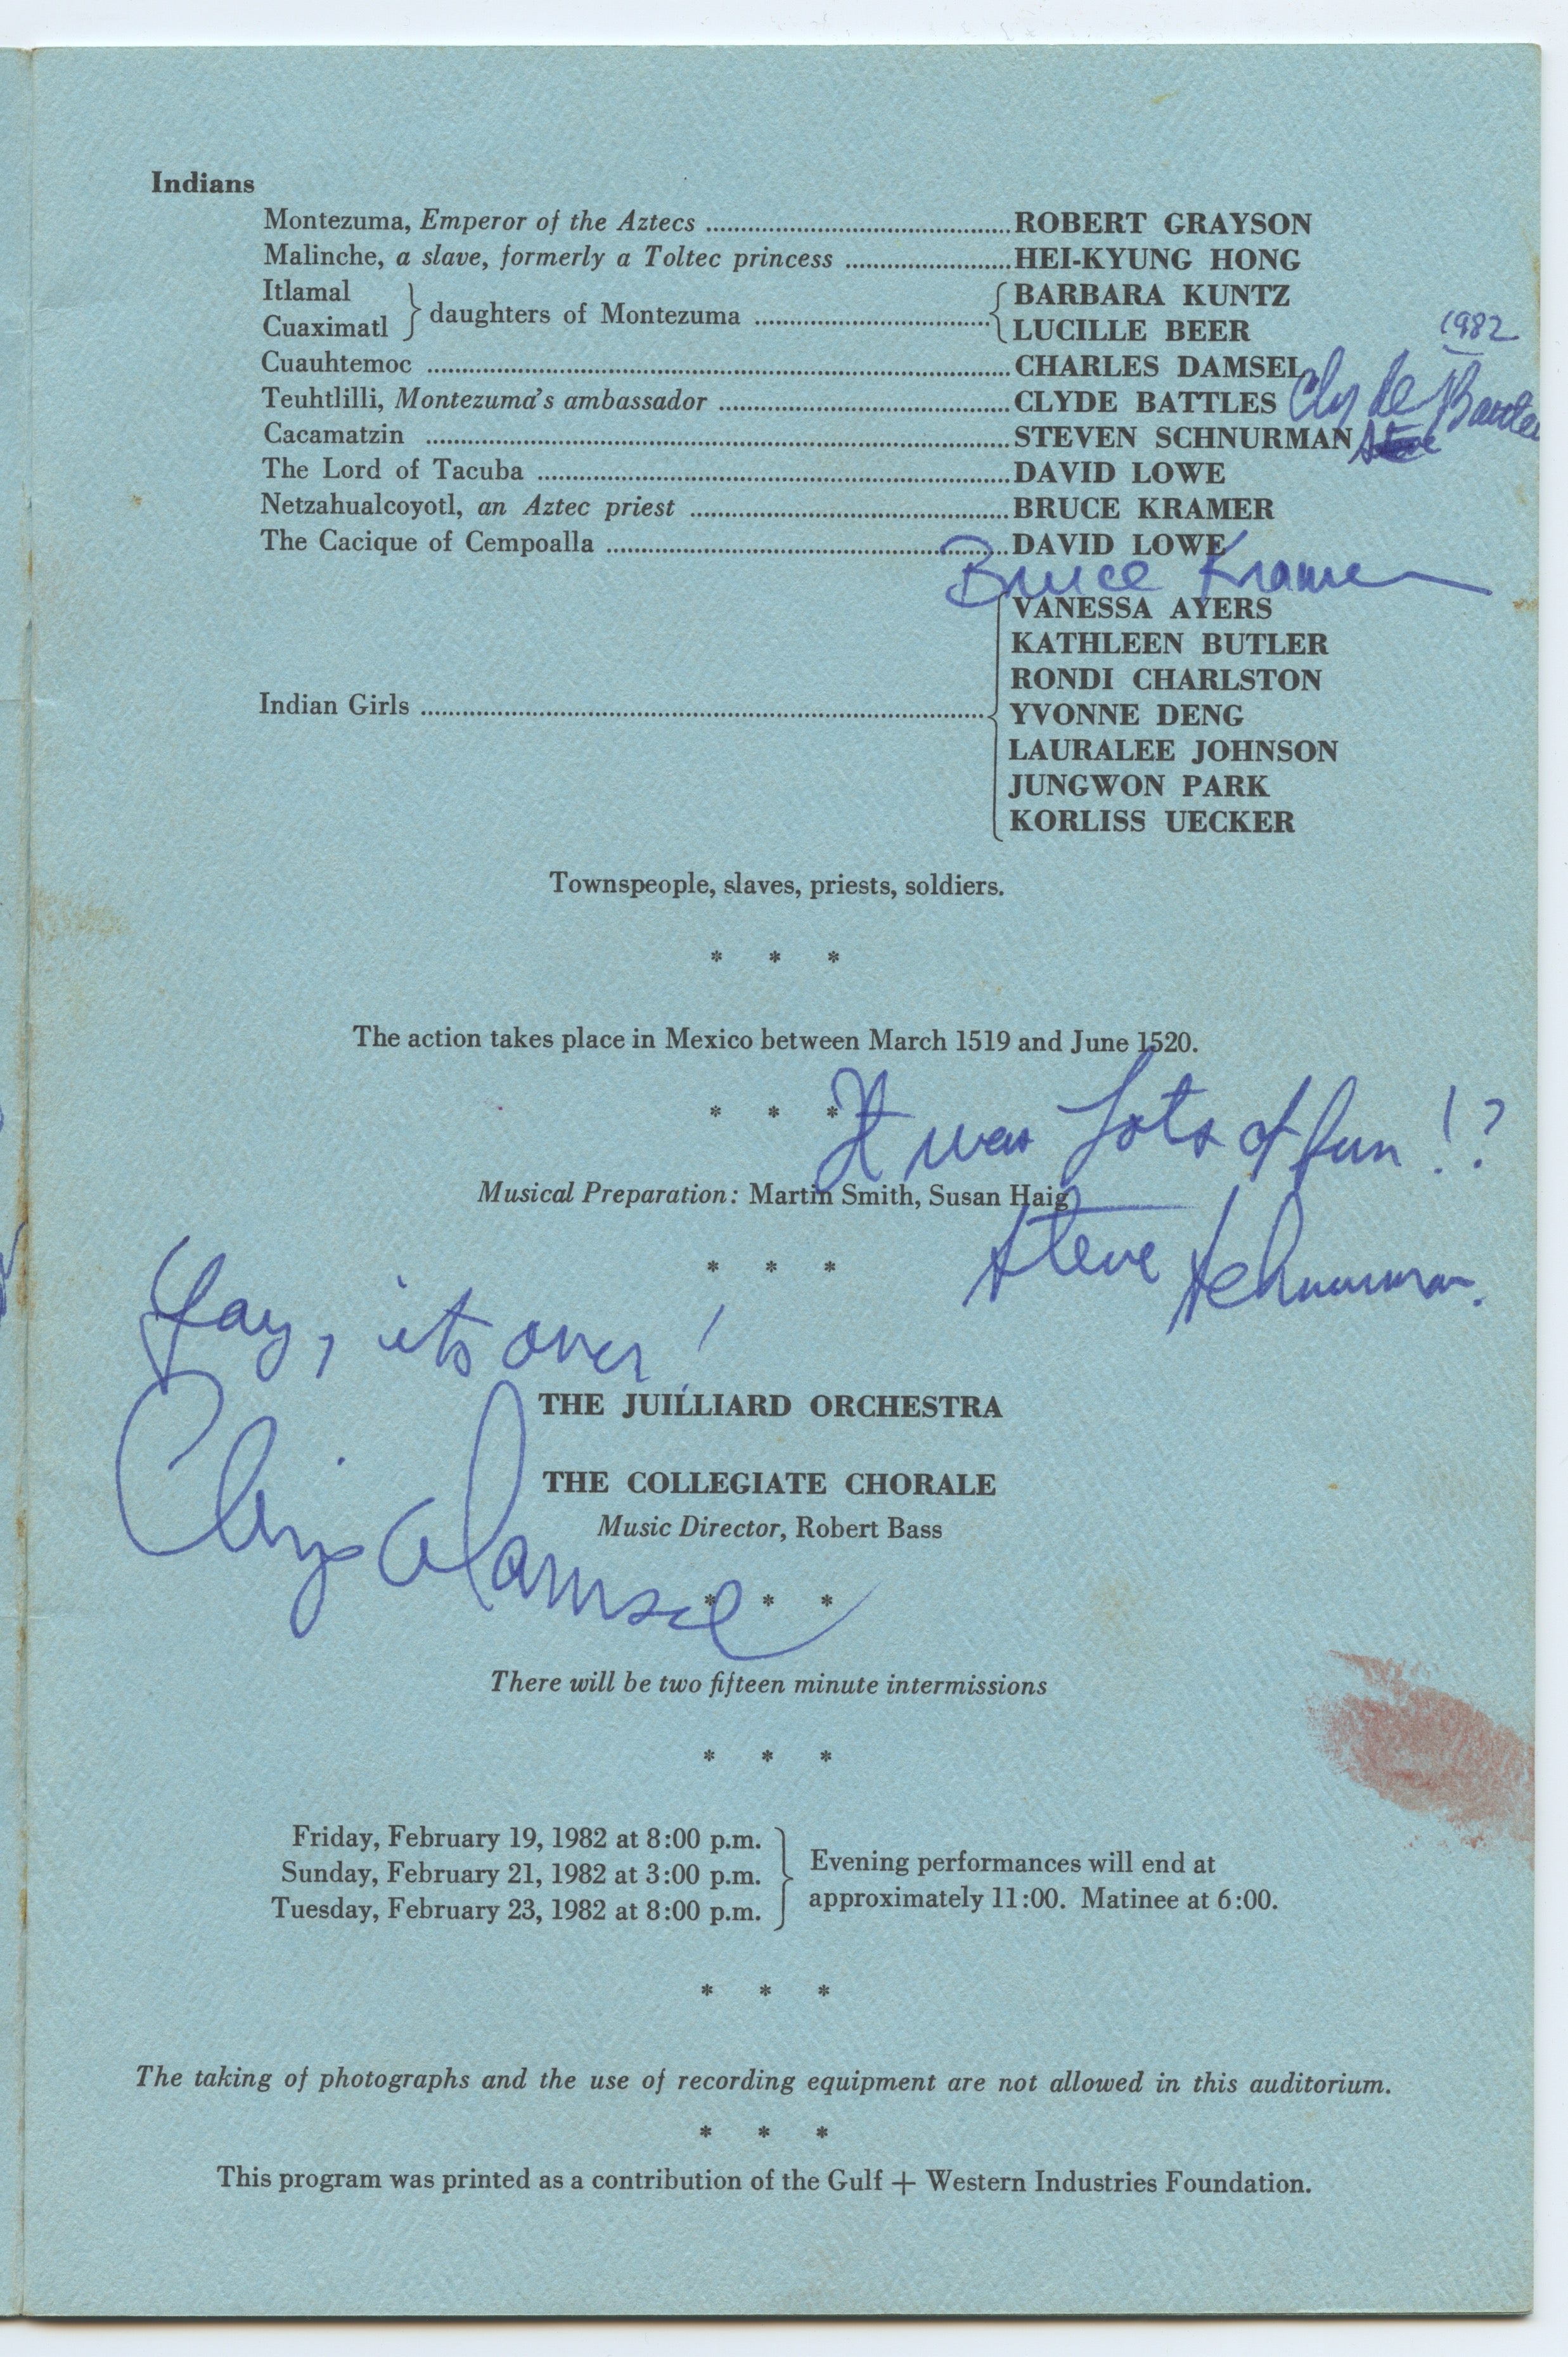 Indians
Montezuma, Emperor of the Aztecs ........ ROBERT GRAYSON
Malinche, a slave, formerly a Toltec princess ........ HEI-KYUNG HONG
Itlamal
Cuaximatl } daughters of Montezuma ........ { BARBARA KUNTZ
LUCILLE BEER
1982
Cuauhtemoc ........ CHARLES DAMSEL
Teuhtlilli, Montezuma's ambassador ........ CLYDE BATTLES Clyde Battles
Cacamatzin ........ STEVEN SCHNURMAN Steve
The Lord of Tacuba ........ DAVID LOWE
Netzahualcoyotl, an Aztec priest ........ BRUCE KRAMER
The Cacique of Cempoalla ........ DAVID LOWE
Bruce Kramer
Indian Girls ........ { VANESSA AYERS
KATHLEEN BUTLER
RONDI CHARLSTON
YVONNE DENG
LAURALEE JOHNSON
JUNGWON PARK
KORLISS UECKER
Townspeople, slaves, priests, soldiers.
* * *
The action takes place in Mexico between March 1519 and June 1520.
* * *
It was Lots of fun !?
Musical Preparation: Martin Smith, Susan Haig
Steve Schnurman.
* * *
Yay, its over!
THE JUILLIARD ORCHESTRA
THE COLLEGIATE CHORALE
Music Director, Robert Bass
Damsel
* * *
There will be two fifteen minute intermissions
* * *
Friday, February 19, 1982 at 8:00 p.m.
Sunday, February 21, 1982 at 3:00 p.m.
Tuesday, February 23, 1982 at 8:00 p.m.
Evening performances will end at
approximately 11:00. Matinee at 6:00.
* * *
The taking of photographs and the use of recording equipment are not allowed in this auditorium.
* * *
This program was printed as a contribution of the Gulf + Western Industries Foundation.